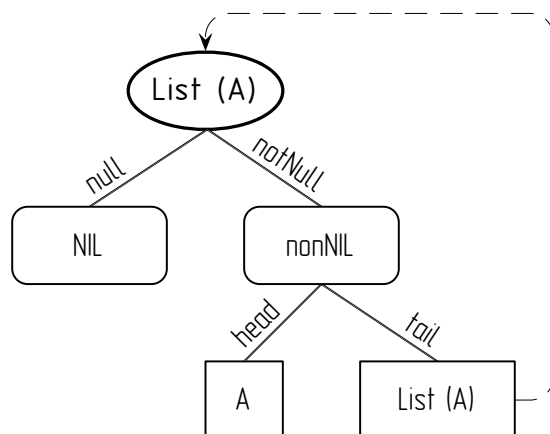 List (A)
null
notNull
NIL
nonNIL
head
tail
A
List (A)